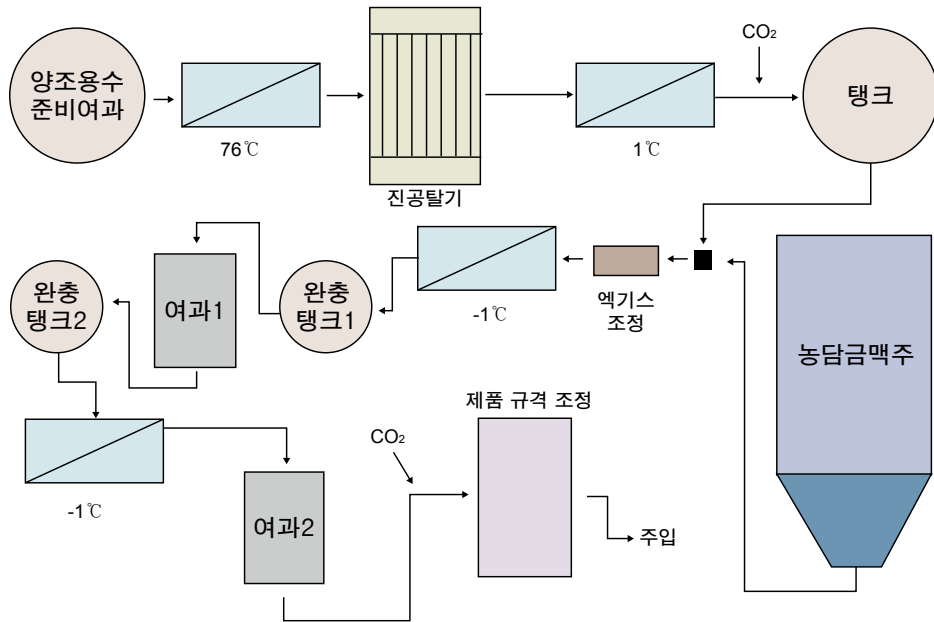 양조용수
준비여과
76℃
진공탈기
1℃
CO₂
탱크
완충
탱크2
여과1
완충
탱크1
-1℃
엑기스
조정
농담금맥주
-1℃
여과2
CO₂
제품 규격 조정
주입